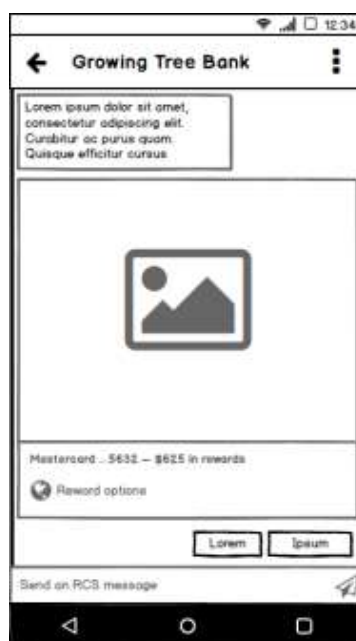 12:34
Growing Tree Bank
Lorem ipsum dolor sit amet,
consectetur adipiscing elit.
Curabitur ac purus quam.
Quisque efficitur cursus
Mastercard .. 5632 – $625 in rewards
Reward options
Lorem
Ipsum
Send an RCS message